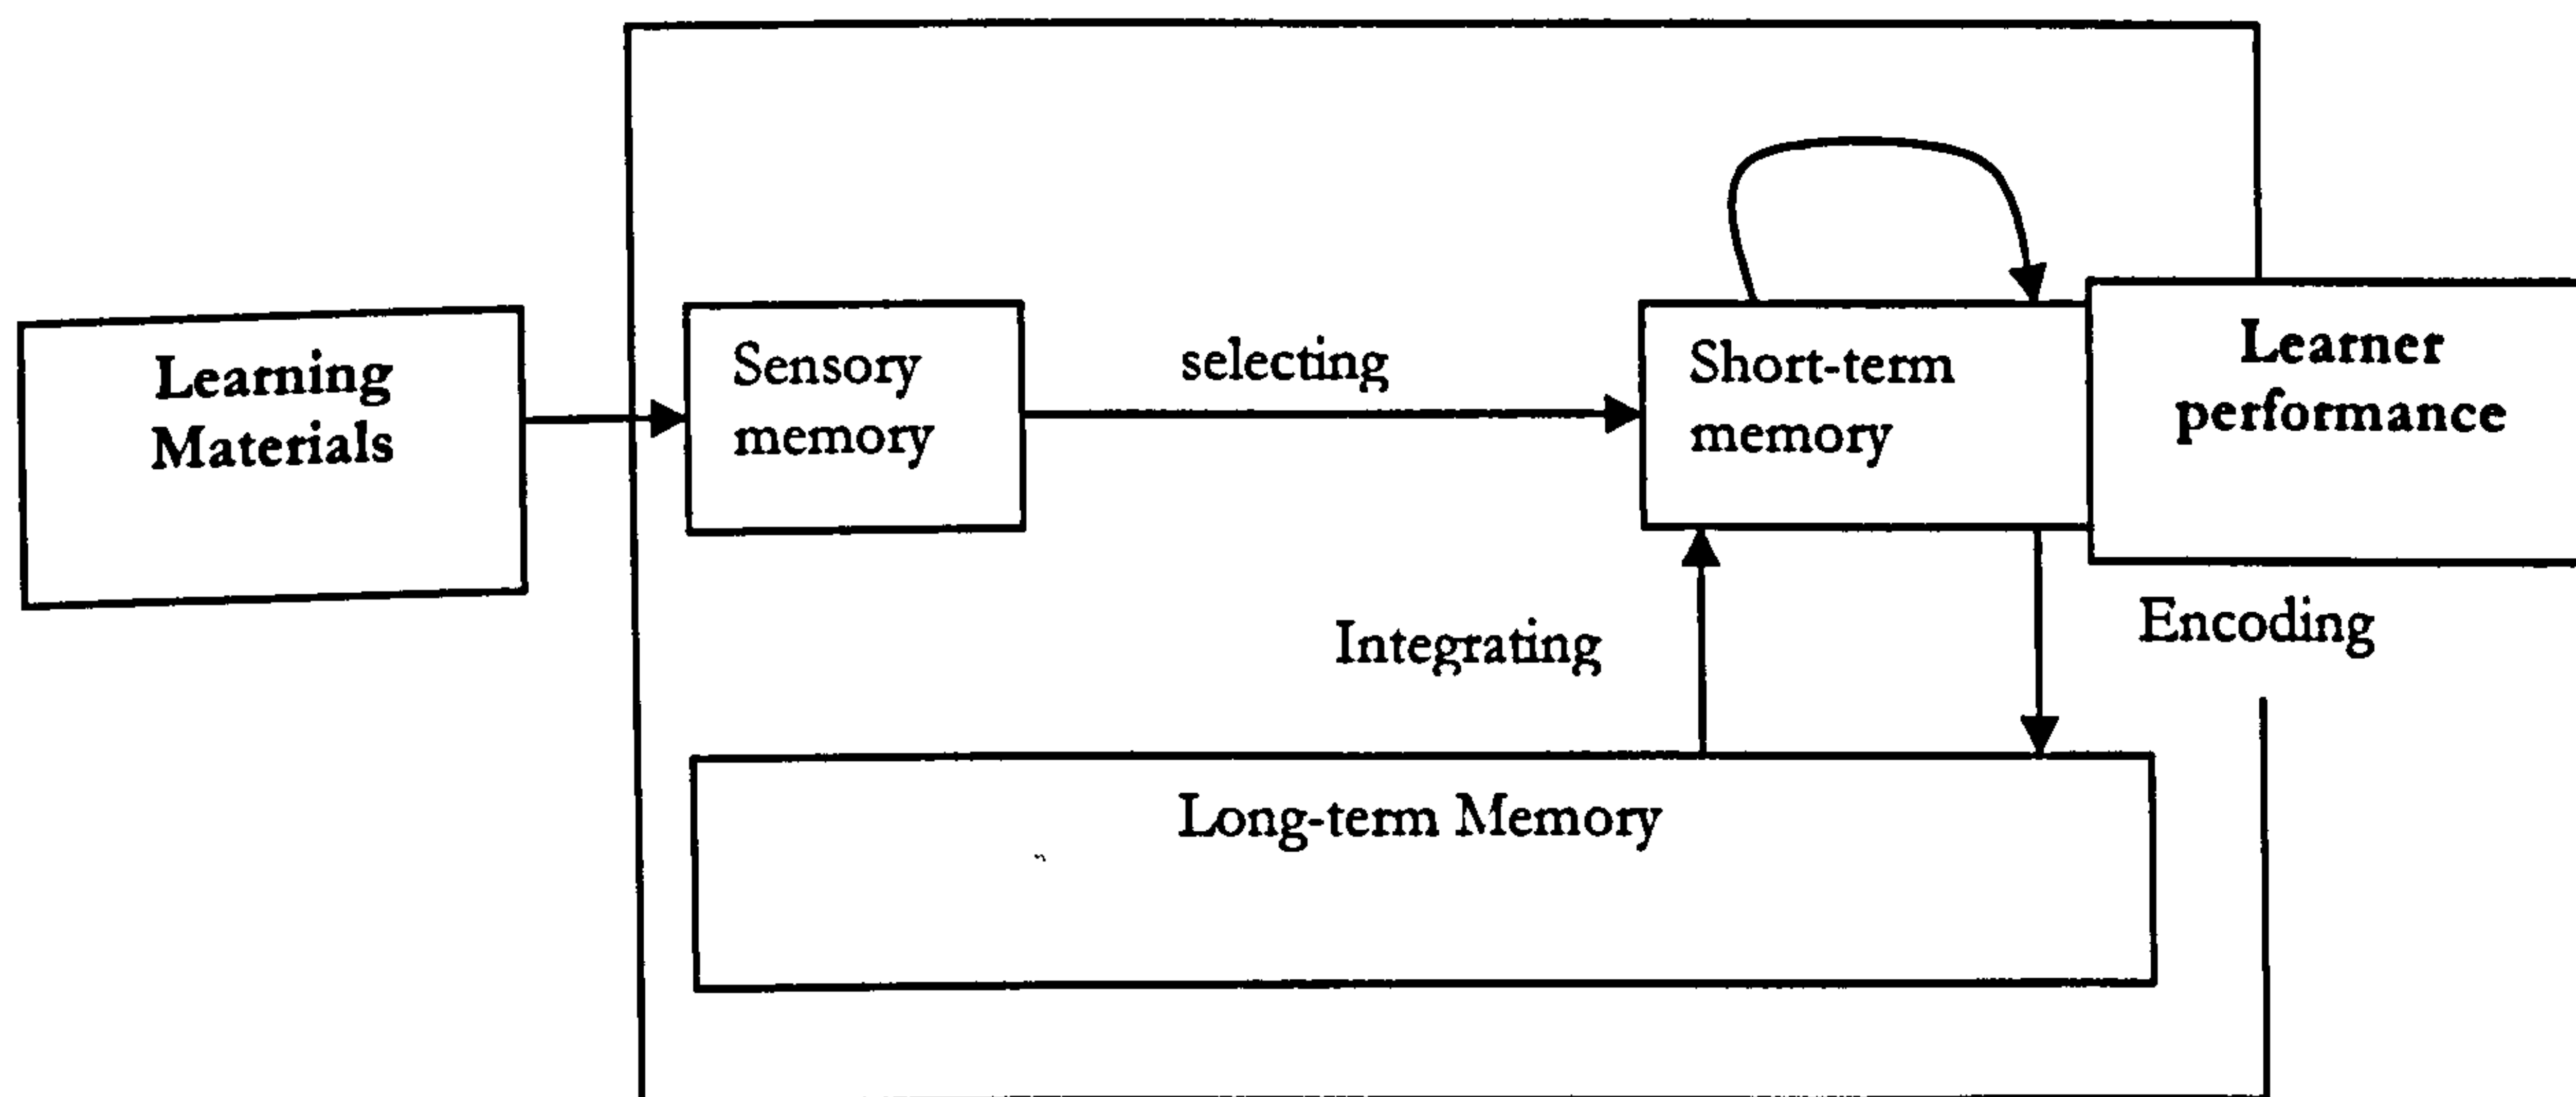 Learning
Materials
Sensory
memory
selecting
Short-term
memory
Learner
performance
Integrating
Encoding
Long-term Memory